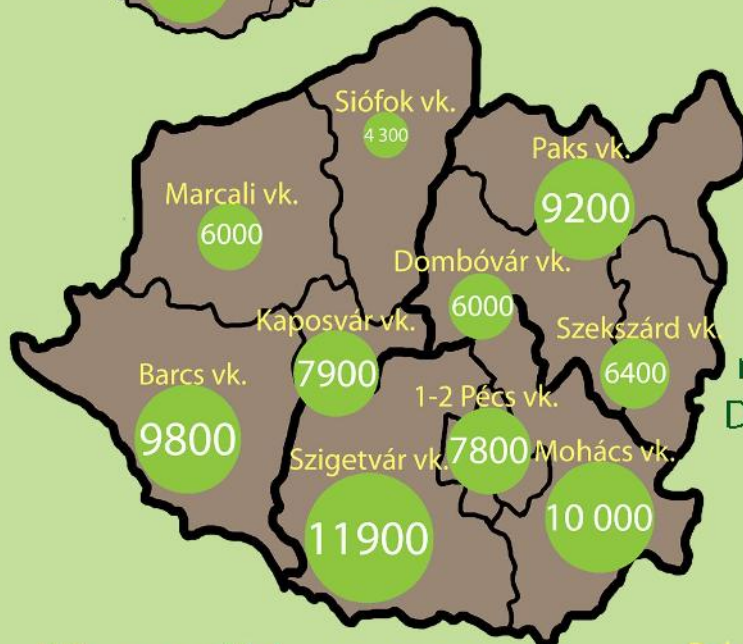 Siófok vk.
4 300
Paks vk.
9200
Marcali vk.
6000
Dombóvár vk.
6000
Kaposvár vk.
7900
Szekszárd vk.
6400
Barcs vk.
9800
1-2 Pécs vk.
7800
Szigetvár vk.
11900
Mohács vk.
10 000
D